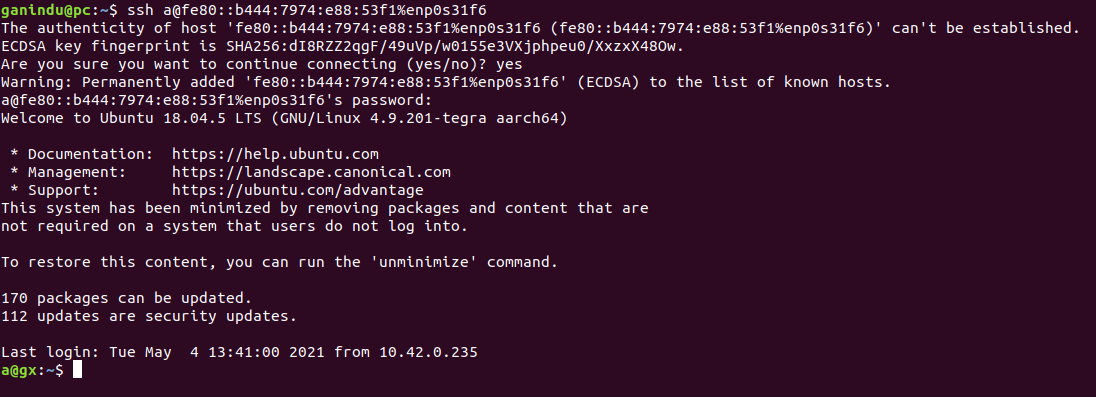 ganindu@pc:~$ ssh a@fe80::b444:7974:e88:53f1%enp0s31f6
The authenticity of host 'fe80::b444:7974:e88:53f1%enp0s31f6 (fe80::b444:7974:e88:53f1%enp0s31f6)' can't be established.
ECDSA key fingerprint is SHA256:dI8RZZ2qgF/49uVp/w0155e3VXjphpeu0/XxzxX48Ow.
Are you sure you want to continue connecting (yes/no)? yes
Warning: Permanently added 'fe80::b444:7974:e88:53f1%enp0s31f6' (ECDSA) to the list of known hosts.
a@fe80::b444:7974:e88:53f1%enp0s31f6's password:
Welcome to Ubuntu 18.04.5 LTS (GNU/Linux 4.9.201-tegra aarch64)
* Documentation:  https://help.ubuntu.com
* Management:     https://landscape.canonical.com
* Support:        https://ubuntu.com/advantage
This system has been minimized by removing packages and content that are
not required on a system that users do not log into.
To restore this content, you can run the 'unminimize' command.
170 packages can be updated.
112 updates are security updates.
Last login: Tue May  4 13:41:00 2021 from 10.42.0.235
a@gx:~$